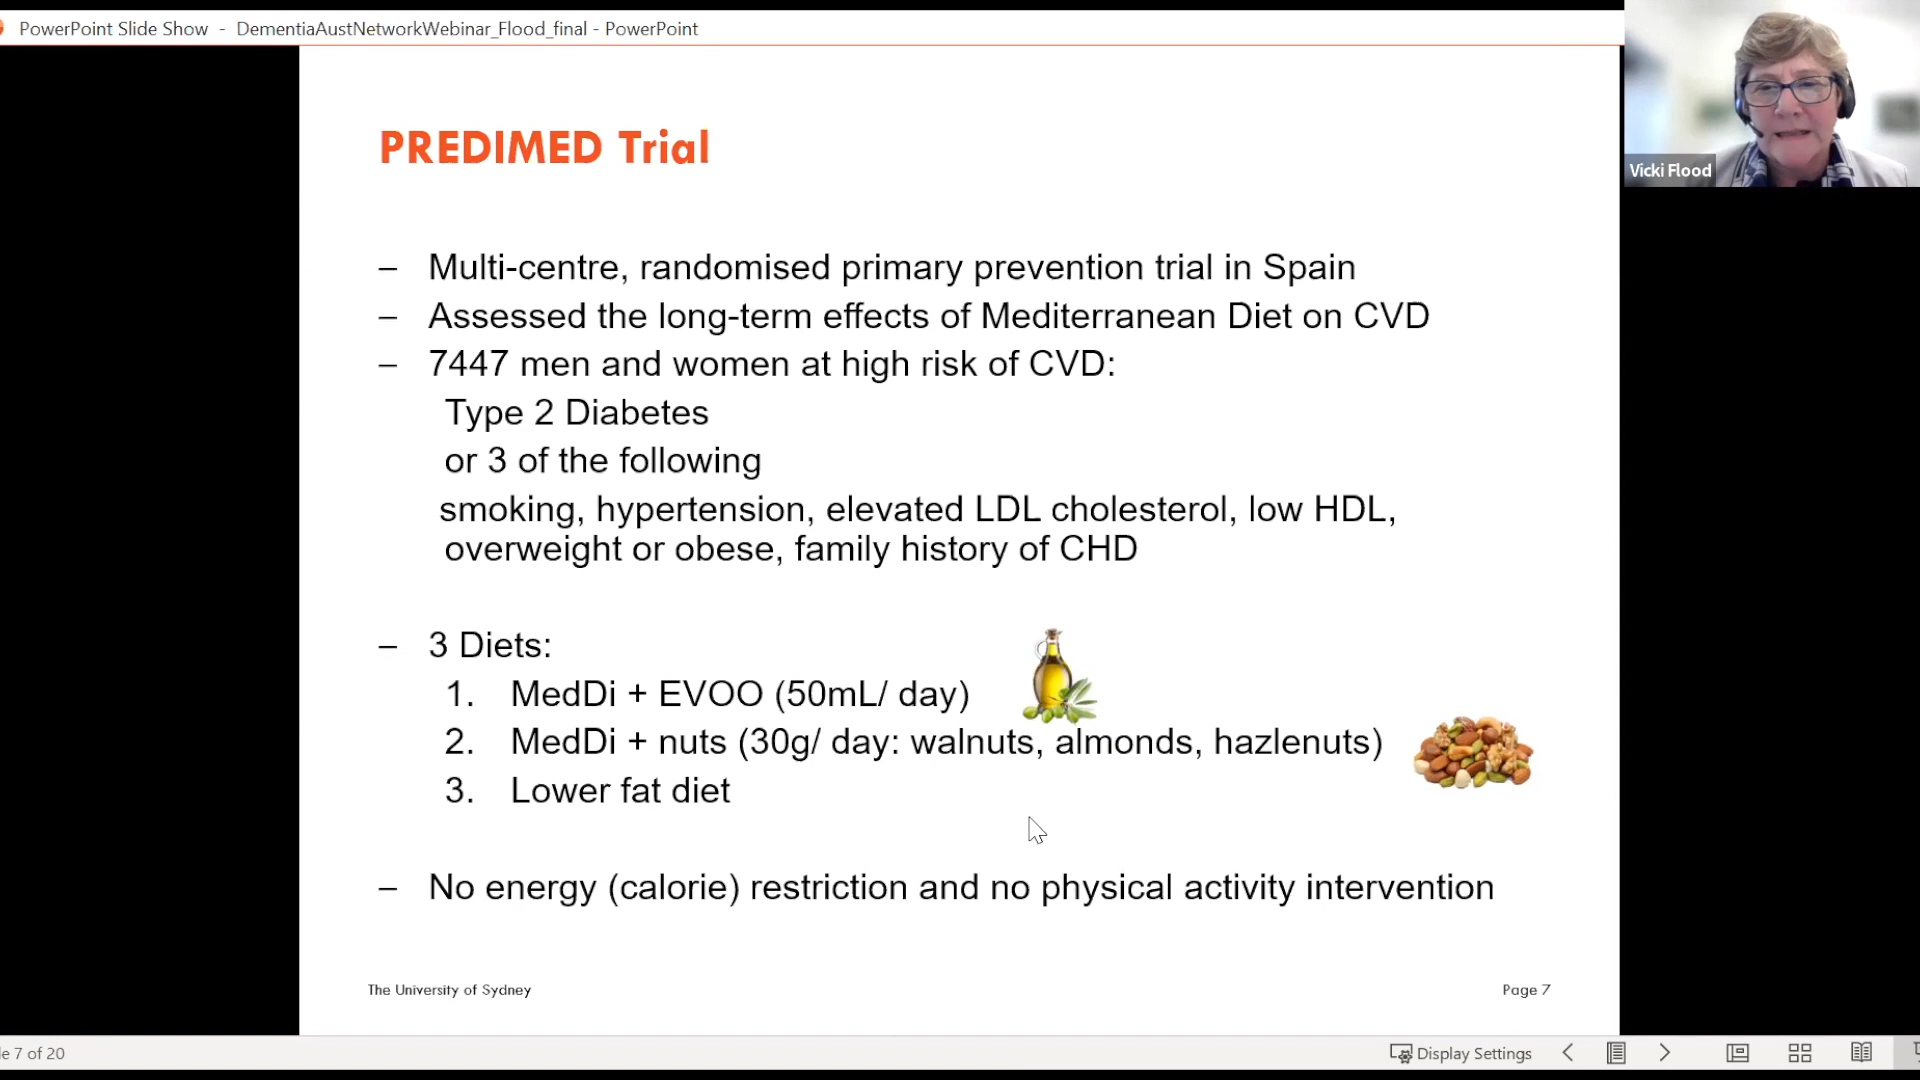 PowerPoint Slide Show - DementiaAustNetworkWebinar_Flood_final - PowerPoint
Vicki Flood
PREDIMED Trial
– Multi-centre, randomised primary prevention trial in Spain
– Assessed the long-term effects of Mediterranean Diet on CVD
– 7447 men and women at high risk of CVD:
Type 2 Diabetes
or 3 of the following
smoking, hypertension, elevated LDL cholesterol, low HDL,
overweight or obese, family history of CHD
– 3 Diets:
1. MedDi + EVOO (50mL/ day)
2. MedDi + nuts (30g/ day: walnuts, almonds, hazlenuts)
3. Lower fat diet
– No energy (calorie) restriction and no physical activity intervention
The University of Sydney
Page 7
le 7 of 20
Display Settings